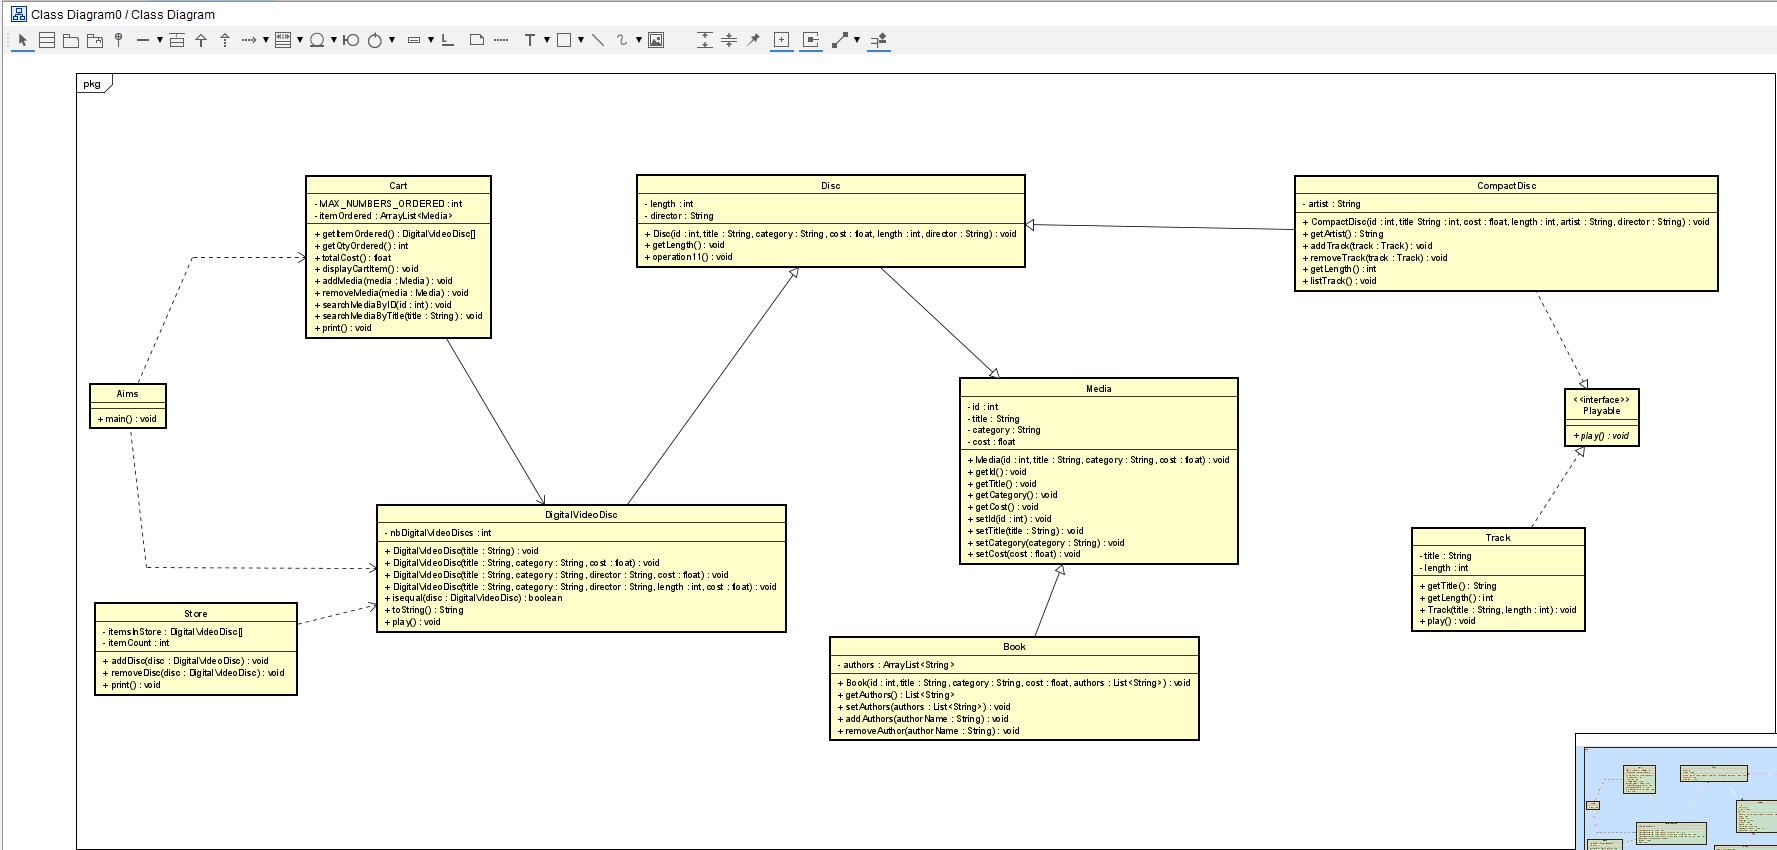 Class Diagram0 / Class Diagram
pkg
Cart
- MAX_NUMBERS_ORDERED : int
- itemOrdered : ArrayList<Media>
+ getItemOrdered() : DigitalVideoDisc[]
+ getQtyOrdered() : int
+ totalCost() : float
+ displayCartItem() : void
+ addMedia(media : Media) : void
+ removeMedia(media : Media) : void
+ searchMediaByID(id : int) : void
+ searchMediaByTitle(title : String) : void
+ print() : void
Disc
- length : int
- director : String
+ Disc(id : int, title : String, category : String, cost : float, length : int, director : String) : void
+ getLength() : void
+ operation11() : void
CompactDisc
- artist : String
+ CompactDisc(id : int, title String : int, cost : float, length : int, artist : String, director : String) : void
+ getArtist() : String
+ addTrack(track : Track) : void
+ removeTrack(track : Track) : void
+ getLength() : int
+ listTrack() : void
Aims
+ main() : void
Media
- id : int
- title : String
- category : String
- cost : float
+ Media(id : int, title : String, category : String, cost : float) : void
+ getId() : void
+ getTitle() : void
+ getCategory() : void
+ getCost() : void
+ setId(id : int) : void
+ setTitle(title : String) : void
+ setCategory(category : String) : void
+ setCost(cost : float) : void
<<interface>>
Playable
+ play() : void
DigitalVideoDisc
- nbDigitalVideoDiscs : int
+ DigitalVideoDisc(title : String) : void
+ DigitalVideoDisc(title : String, category : String, cost : float) : void
+ DigitalVideoDisc(title : String, category : String, director : String, cost : float) : void
+ DigitalVideoDisc(title : String, category : String, director : String, length : int, cost : float) : void
+ isequal(disc : DigitalVideoDisc) : boolean
+ toString() : String
+ play() : void
Track
- title : String
- length : int
+ getTitle() : String
+ getLength() : int
+ Track(title : String, length : int) : void
+ play() : void
Store
- itemsInStore : DigitalVideoDisc[]
- itemCount : int
+ addDisc(disc : DigitalVideoDisc) : void
+ removeDisc(disc : DigitalVideoDisc) : void
+ print() : void
Book
- authors : ArrayList<String>
+ Book(id : int, title : String, category : String, cost : float, authors : List<String>) : void
+ getAuthors() : List<String>
+ setAuthors(authors : List<String>) : void
+ addAuthors(authorName : String) : void
+ removeAuthor(authorName : String) : void